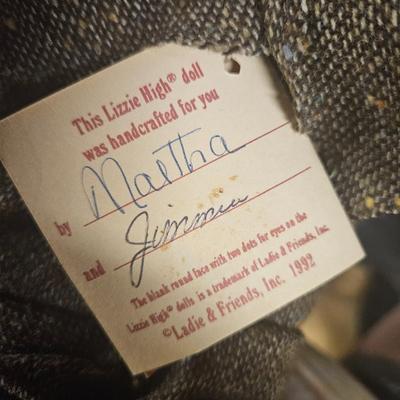 This Lizzie High® doll
was handcrafted for you
by Martha
and Jimmie
The blank round face with two dots for eyes on the
Lizzie High® dolls is a trademark of Ladie & Friends, Inc.
©Ladie & Friends, Inc. 1992